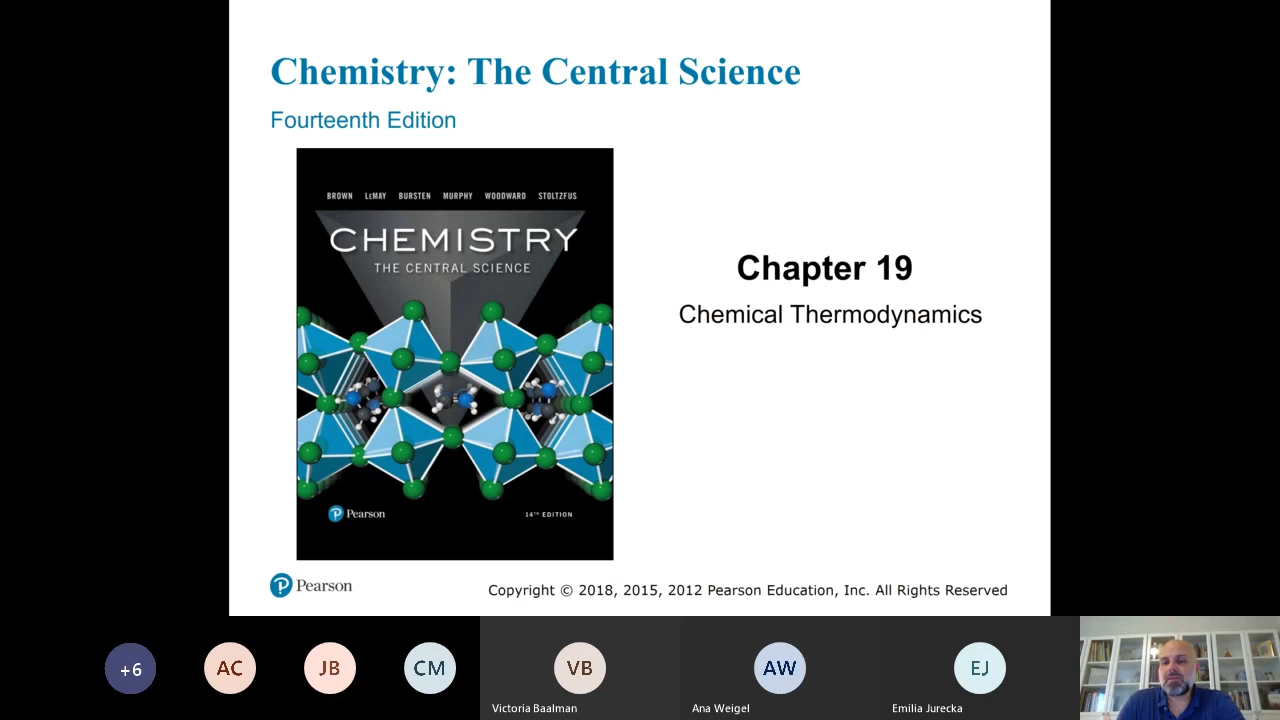 Chemistry: The Central Science
Fourteenth Edition
BROWN LEMAY BURSTEN MURPHY WOODWARD STOLTZFUS
CHEMISTRY
THE CENTRAL SCIENCE
Chapter 19
Chemical Thermodynamics
P Pearson
14TH EDITION
P Pearson
Copyright © 2018, 2015, 2012 Pearson Education, Inc. All Rights Reserved
+6
AC
JB
CM
VB
AW
EJ
Victoria Baalman
Ana Weigel
Emilia Jurecka